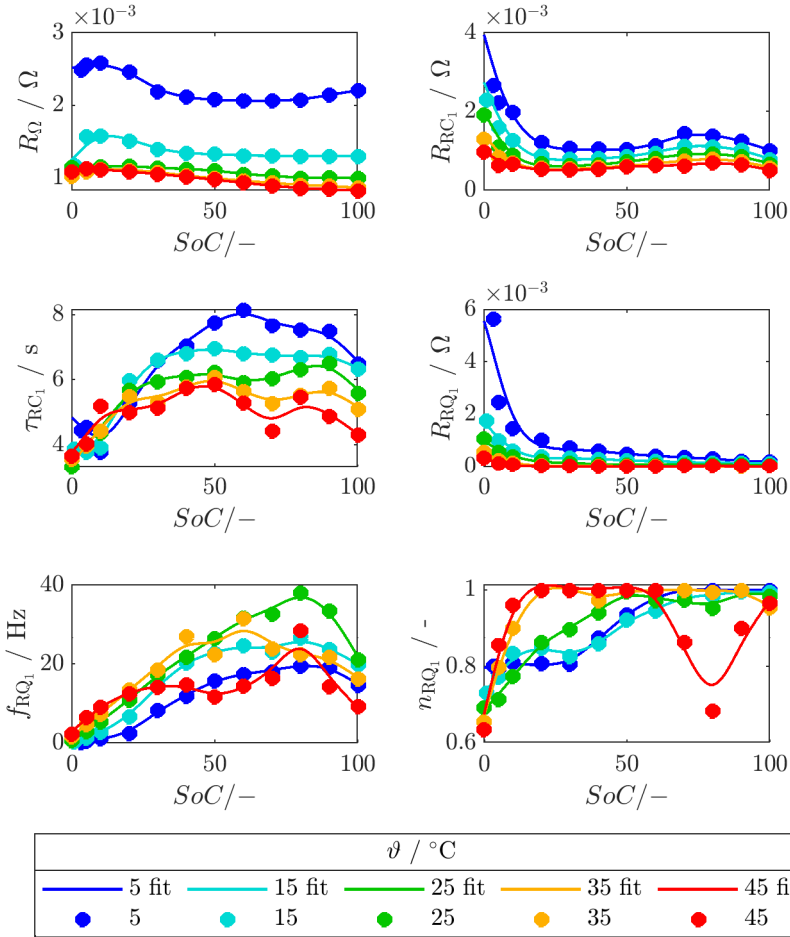 ×10⁻³
×10⁻³
3
2
1
R_Ω / Ω
0
50
100
SoC/−
4
2
0
R_RC₁ / Ω
0
50
100
SoC/−
×10⁻³
8
6
4
τ_RC₁ / s
0
50
100
SoC/−
6
4
2
0
R_RQ₁ / Ω
0
50
100
SoC/−
40
20
0
f_RQ₁ / Hz
0
50
100
SoC/−
1
0.8
0.6
n_RQ₁ / -
0
50
100
SoC/−
ϑ / °C
5 fit 15 fit 25 fit 35 fit 45 fi
5 15 25 35 45